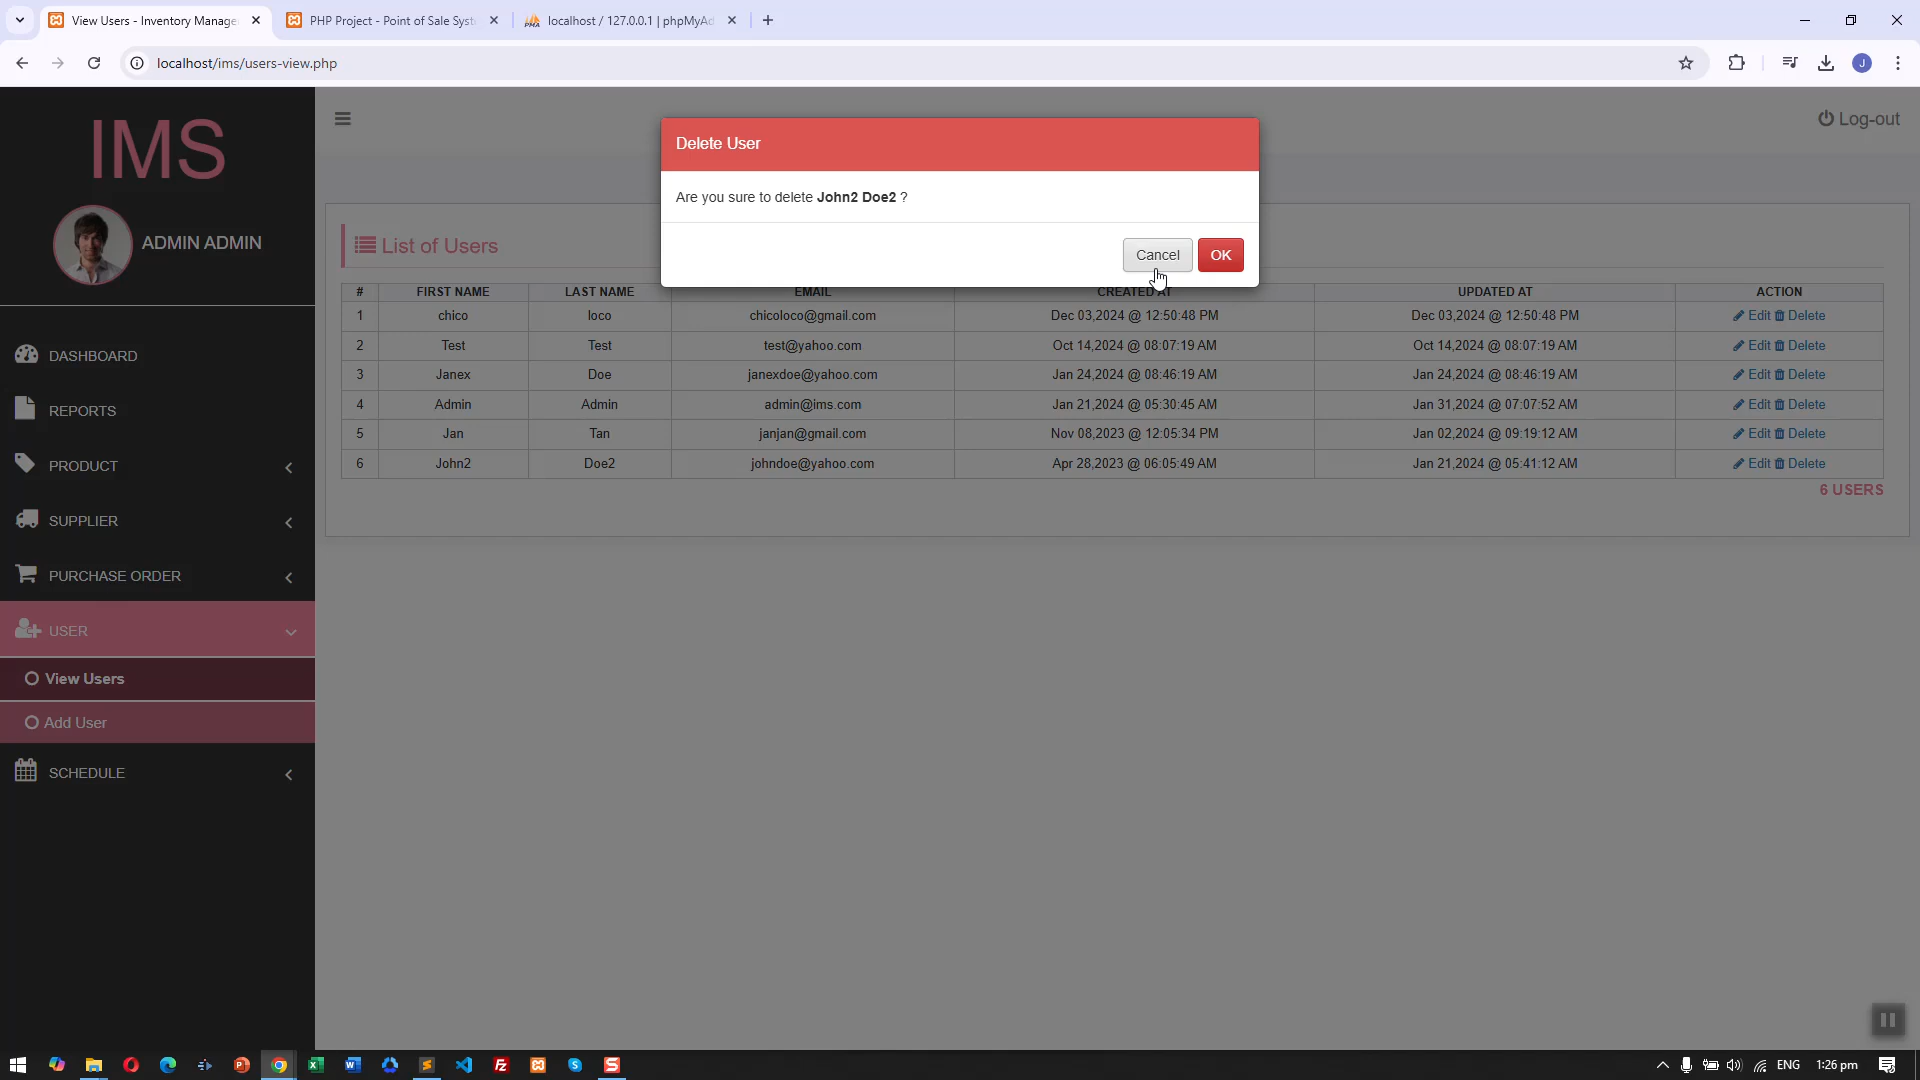 View Users - Inventory Manage
PHP Project - Point of Sale Syst
localhost / 127.0.0.1 | phpMyAd
localhost/ims/users-view.php
J
IMS
ADMIN ADMIN
DASHBOARD
REPORTS
PRODUCT
SUPPLIER
PURCHASE ORDER
USER
View Users
Add User
SCHEDULE
Log-out
Delete User
Are you sure to delete John2 Doe2 ?
Cancel OK
List of Users
# FIRST NAME LAST NAME EMAIL CREATED AT UPDATED AT ACTION
1 chico loco chicoloco@gmail.com Dec 03,2024 @ 12:50:48 PM Dec 03,2024 @ 12:50:48 PM Edit Delete
2 Test Test test@yahoo.com Oct 14,2024 @ 08:07:19 AM Oct 14,2024 @ 08:07:19 AM Edit Delete
3 Janex Doe janexdoe@yahoo.com Jan 24,2024 @ 08:46:19 AM Jan 24,2024 @ 08:46:19 AM Edit Delete
4 Admin Admin admin@ims.com Jan 21,2024 @ 05:30:45 AM Jan 31,2024 @ 07:07:52 AM Edit Delete
5 Jan Tan janjan@gmail.com Nov 08,2023 @ 12:05:34 PM Jan 02,2024 @ 09:19:12 AM Edit Delete
6 John2 Doe2 johndoe@yahoo.com Apr 28,2023 @ 06:05:49 AM Jan 21,2024 @ 05:41:12 AM Edit Delete
6 USERS
ENG 1:26 pm